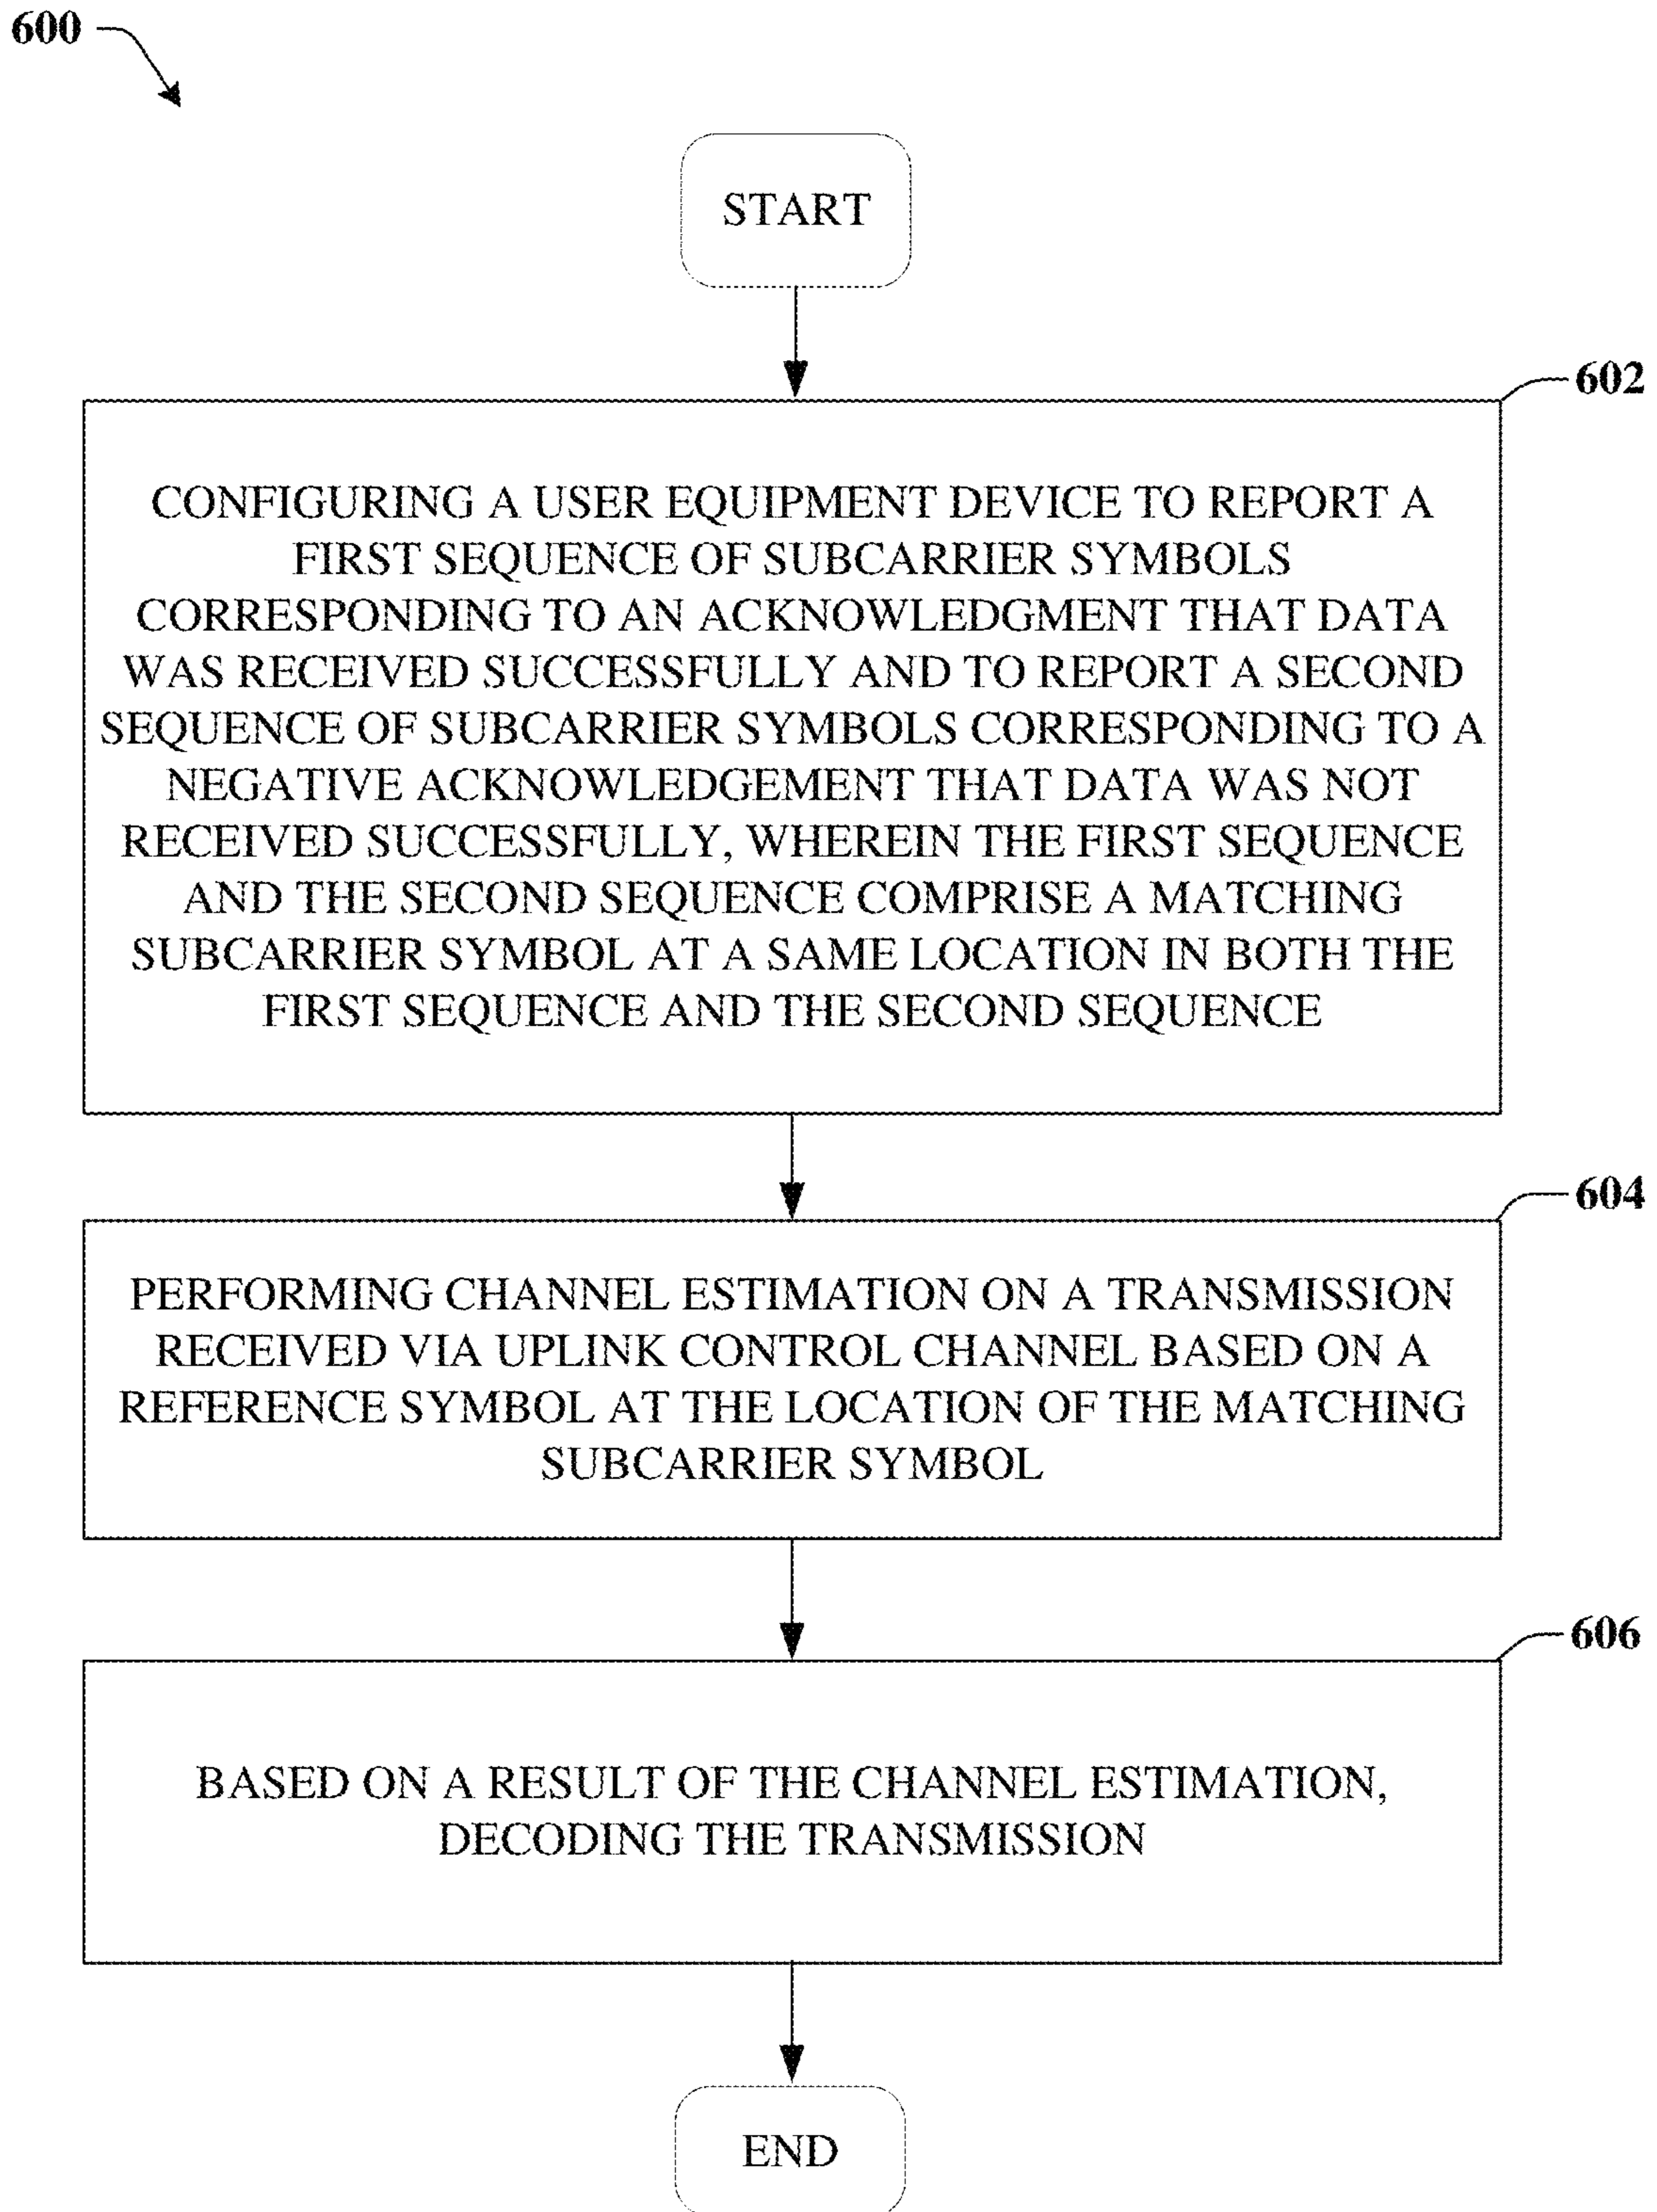 600
START
602
CONFIGURING A USER EQUIPMENT DEVICE TO REPORT A
FIRST SEQUENCE OF SUBCARRIER SYMBOLS
CORRESPONDING TO AN ACKNOWLEDGMENT THAT DATA
WAS RECEIVED SUCCESSFULLY AND TO REPORT A SECOND
SEQUENCE OF SUBCARRIER SYMBOLS CORRESPONDING TO A
NEGATIVE ACKNOWLEDGEMENT THAT DATA WAS NOT
RECEIVED SUCCESSFULLY, WHEREIN THE FIRST SEQUENCE
AND THE SECOND SEQUENCE COMPRISE A MATCHING
SUBCARRIER SYMBOL AT A SAME LOCATION IN BOTH THE
FIRST SEQUENCE AND THE SECOND SEQUENCE
604
PERFORMING CHANNEL ESTIMATION ON A TRANSMISSION
RECEIVED VIA UPLINK CONTROL CHANNEL BASED ON A
REFERENCE SYMBOL AT THE LOCATION OF THE MATCHING
SUBCARRIER SYMBOL
606
BASED ON A RESULT OF THE CHANNEL ESTIMATION,
DECODING THE TRANSMISSION
END